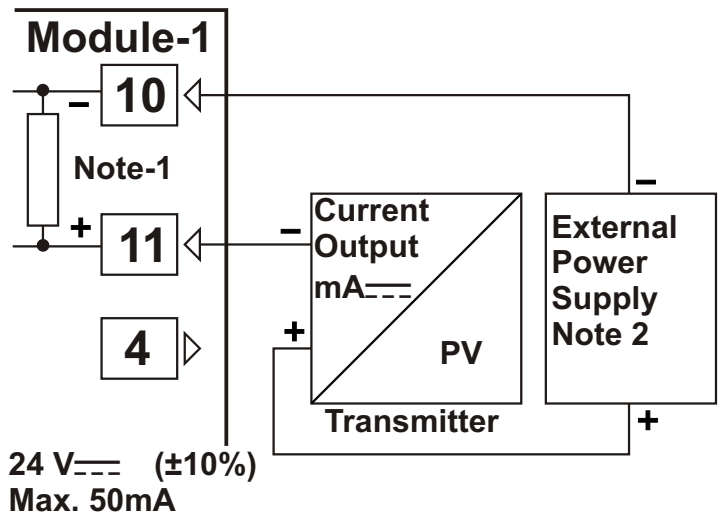 Module-1
– 10
Note-1
+ 11
4
24 V (±10%)
Max. 50mA
– Current
Output
mA
+
PV
Transmitter
–
External
Power
Supply
Note 2
+